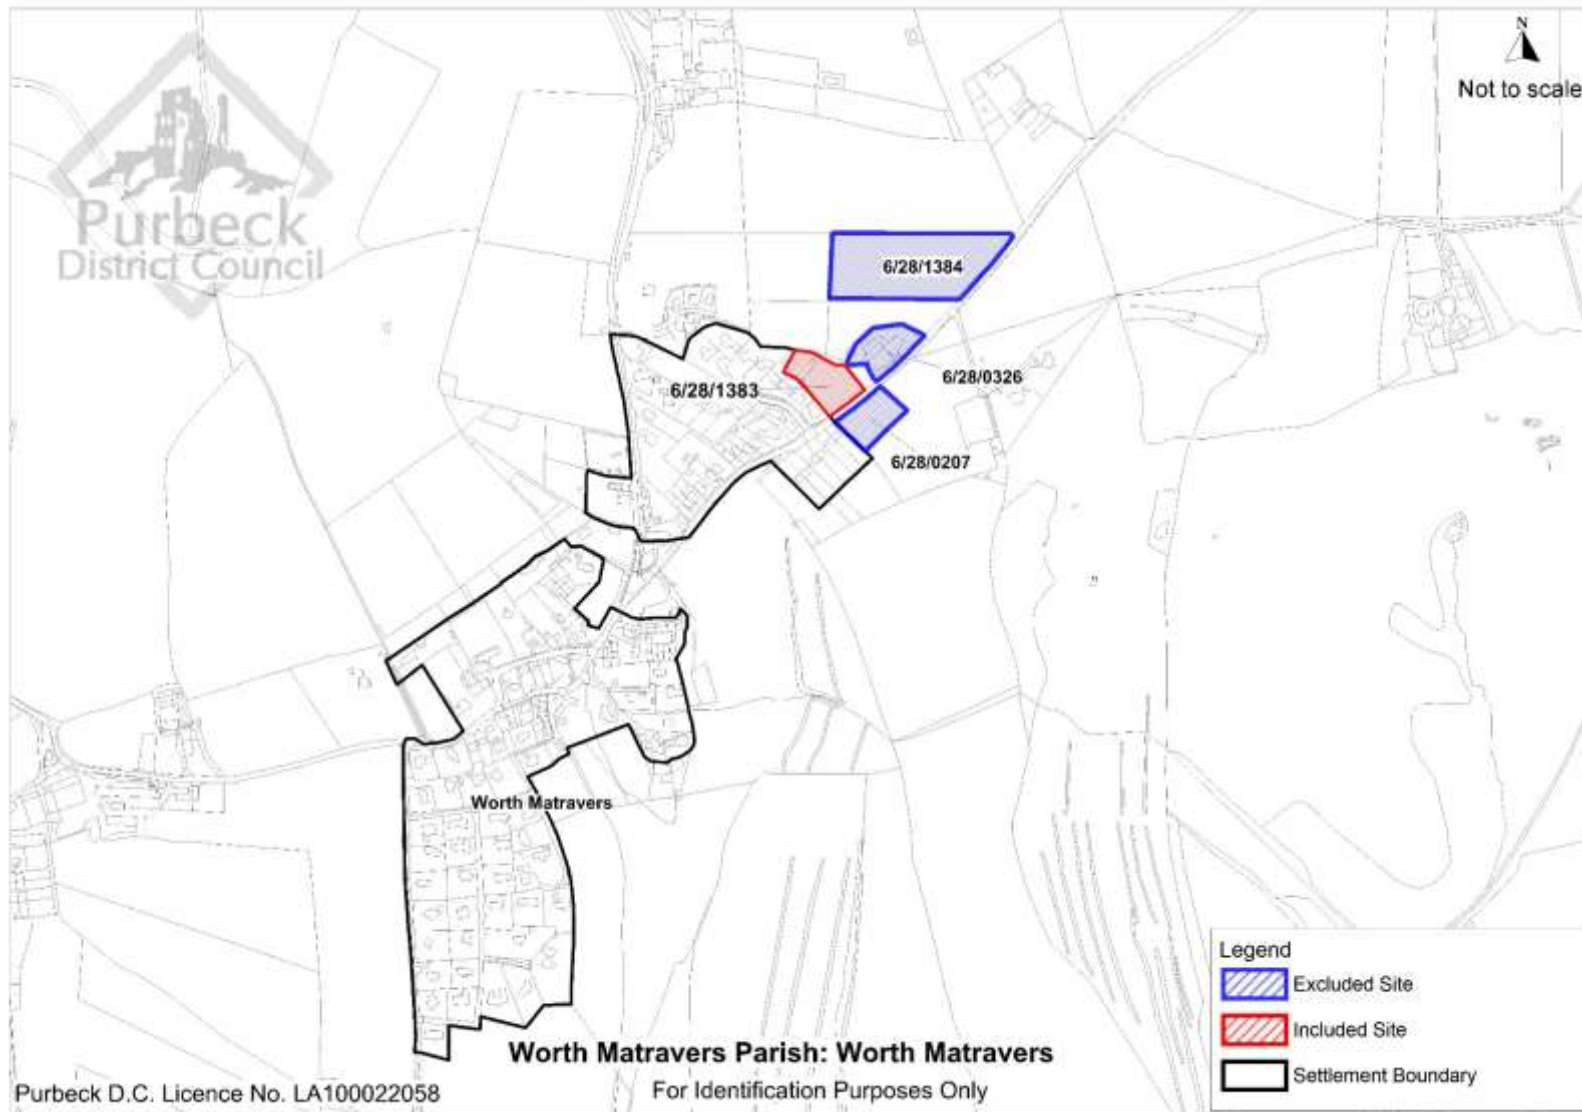 N
Not to scale
Purbeck
District Council
6/28/1384
6/28/0326
6/28/1383
6/28/0207
Worth Matravers
Legend
Excluded Site
Included Site
Settlement Boundary
Worth Matravers Parish: Worth Matravers
For Identification Purposes Only
Purbeck D.C. Licence No. LA100022058